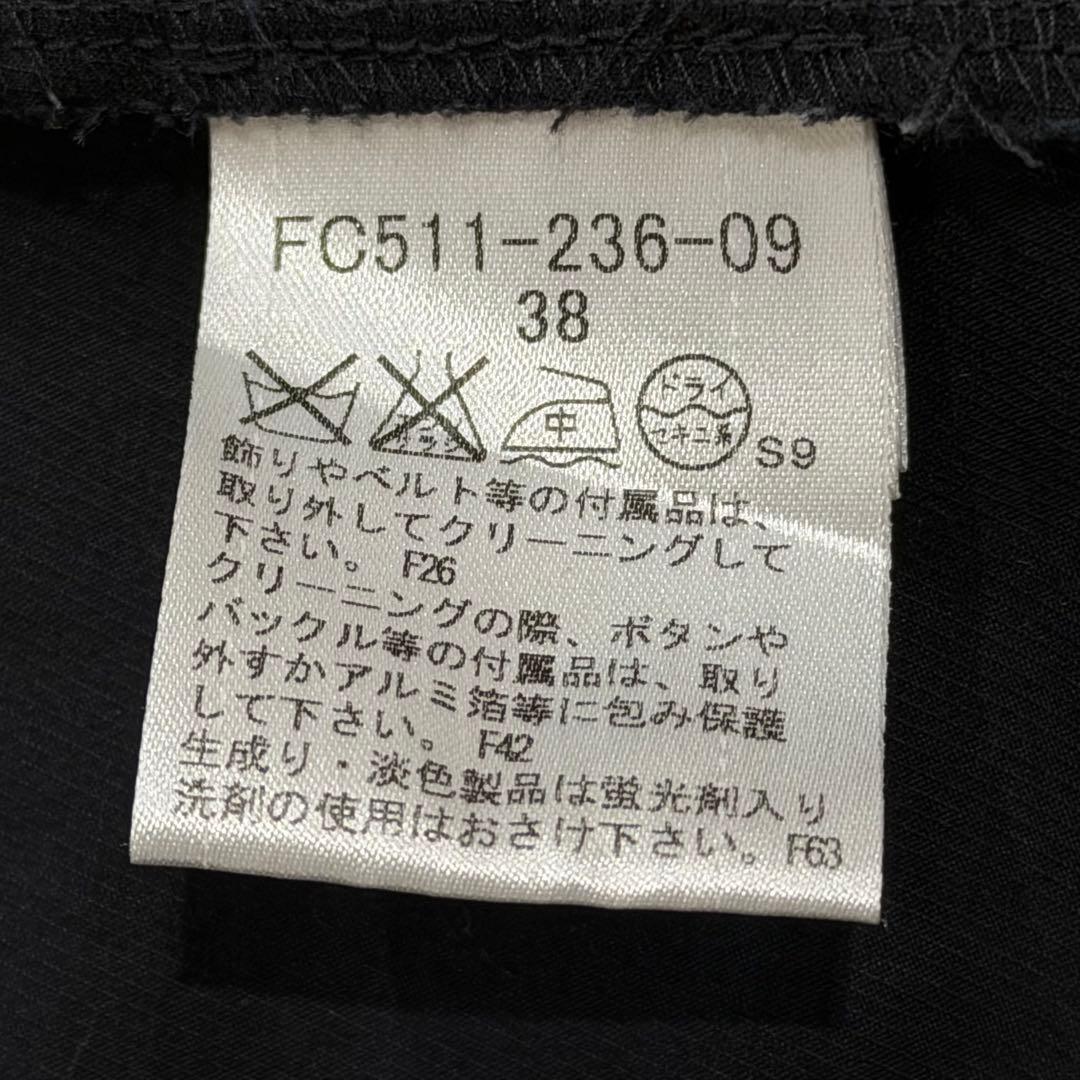 FC511-236-09
38
エンソ
中
ドライ
セキユ系
S9
飾りやベルト等の付属品は、
取り外してクリーニングして
下さい。 F26
クリーニングの際、ボタンや
バックル等の付属品は、取り
外すかアルミ箔等に包み保護
して下さい。 F42
生成り・淡色製品は蛍光剤入り
洗剤の使用はおさけ下さい。F63